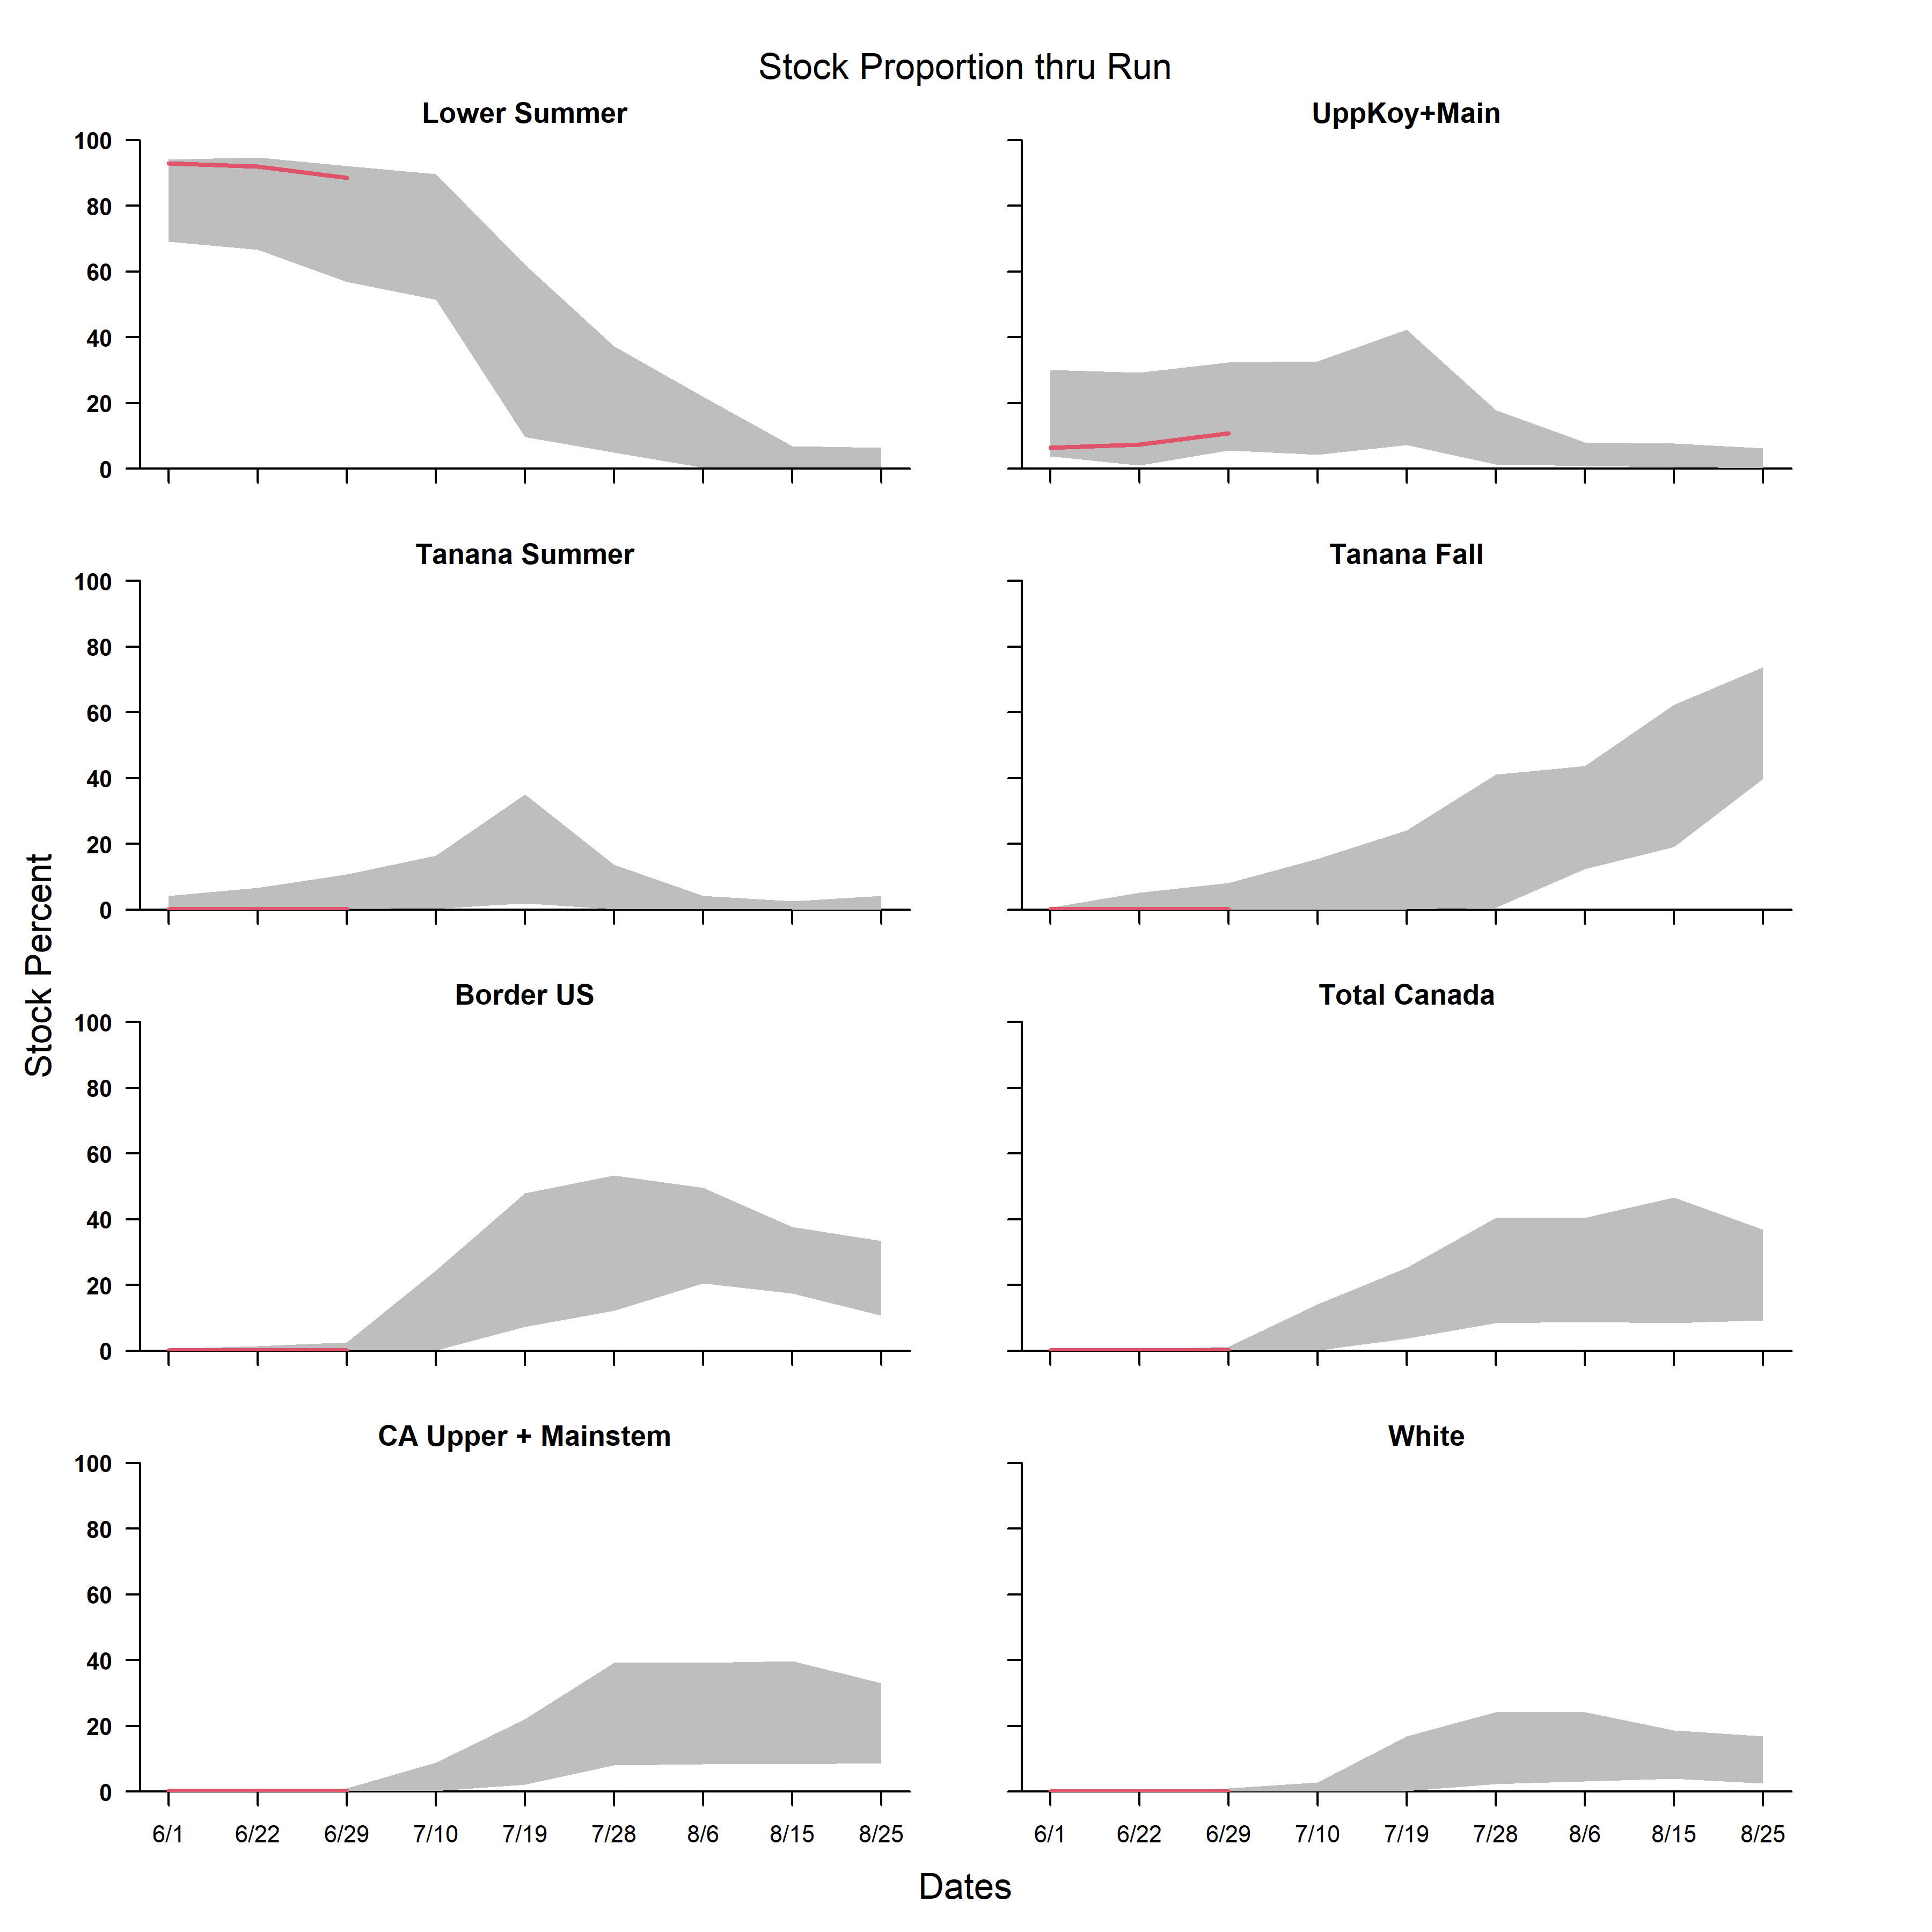 Stock Proportion thru Run
Lower Summer
UppKoy+Main
100
80
60
40
20
0
Tanana Summer
Tanana Fall
100
80
60
40
20
0
Border US
Total Canada
100
80
60
40
20
0
CA Upper + Mainstem
White
100
80
60
40
20
0
6/1 6/22 6/29 7/10 7/19 7/28 8/6 8/15 8/25
6/1 6/22 6/29 7/10 7/19 7/28 8/6 8/15 8/25
Stock Percent
Dates